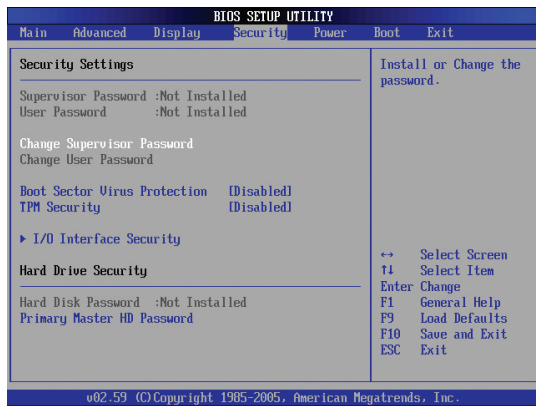 BIOS SETUP UTILITY
Main Advanced Display Security Power Boot Exit
Security Settings
Supervisor Password :Not Installed
User Password :Not Installed
Change Supervisor Password
Change User Password
Boot Sector Virus Protection [Disabled]
TPM Security [Disabled]
I/O Interface Security
Hard Drive Security
Hard Disk Password :Not Installed
Primary Master HD Password
Install or Change the
password.
↔ Select Screen
↑↓ Select Item
Enter Change
F1 General Help
F9 Load Defaults
F10 Save and Exit
ESC Exit
v02.59 (C)Copyright 1985-2005, American Megatrends, Inc.